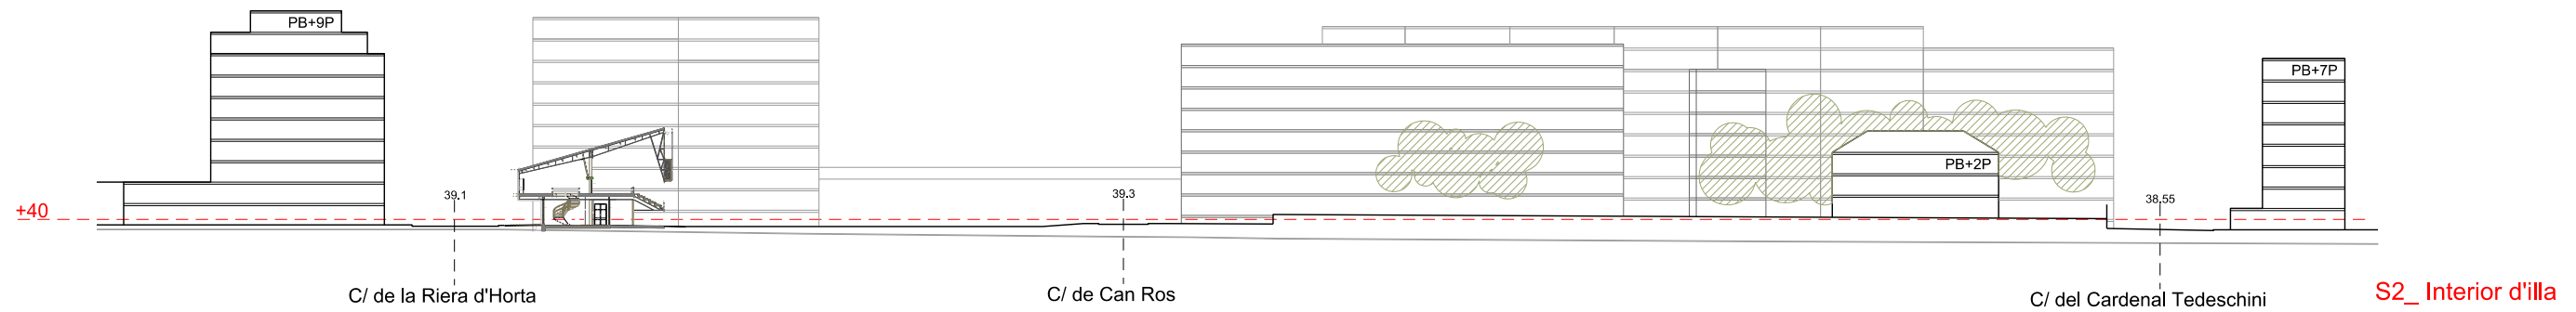 PB+9P
PB+7P
PB+2P
39.1
39.3
38.55
+40
C/ de la Riera d'Horta
C/ de Can Ros
C/ del Cardenal Tedeschini
S2_ Interior d'illa